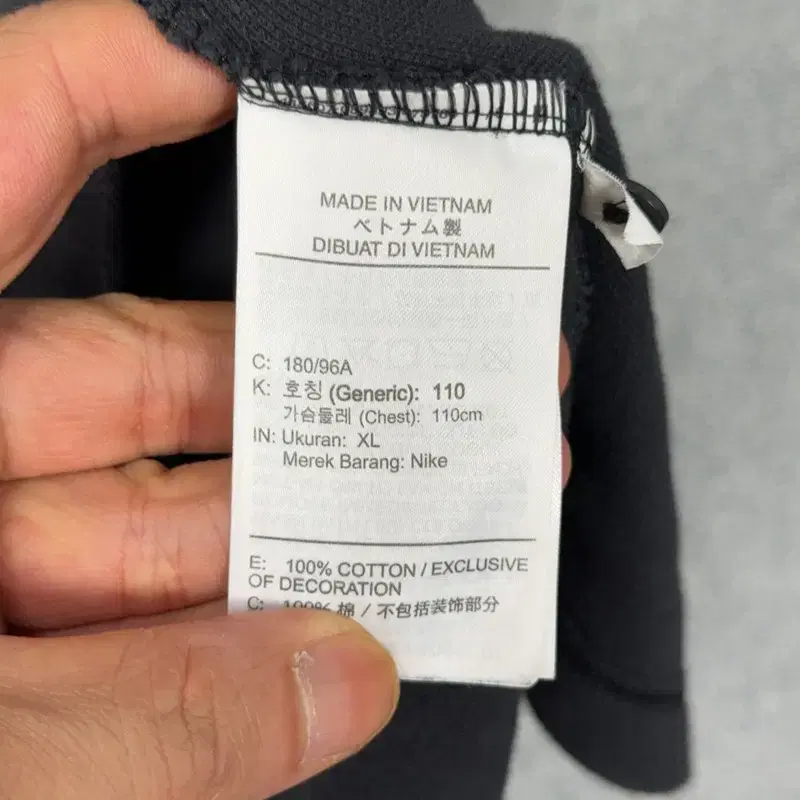 MADE IN VIETNAM
ベトナム製
DIBUAT DI VIETNAM
C: 180/96A
K: 호칭 (Generic): 110
가슴둘레 (Chest): 110cm
IN: Ukuran: XL
Merek Barang: Nike
E: 100% COTTON / EXCLUSIVE
OF DECORATION
C: 100% 棉 / 不包括装饰部分